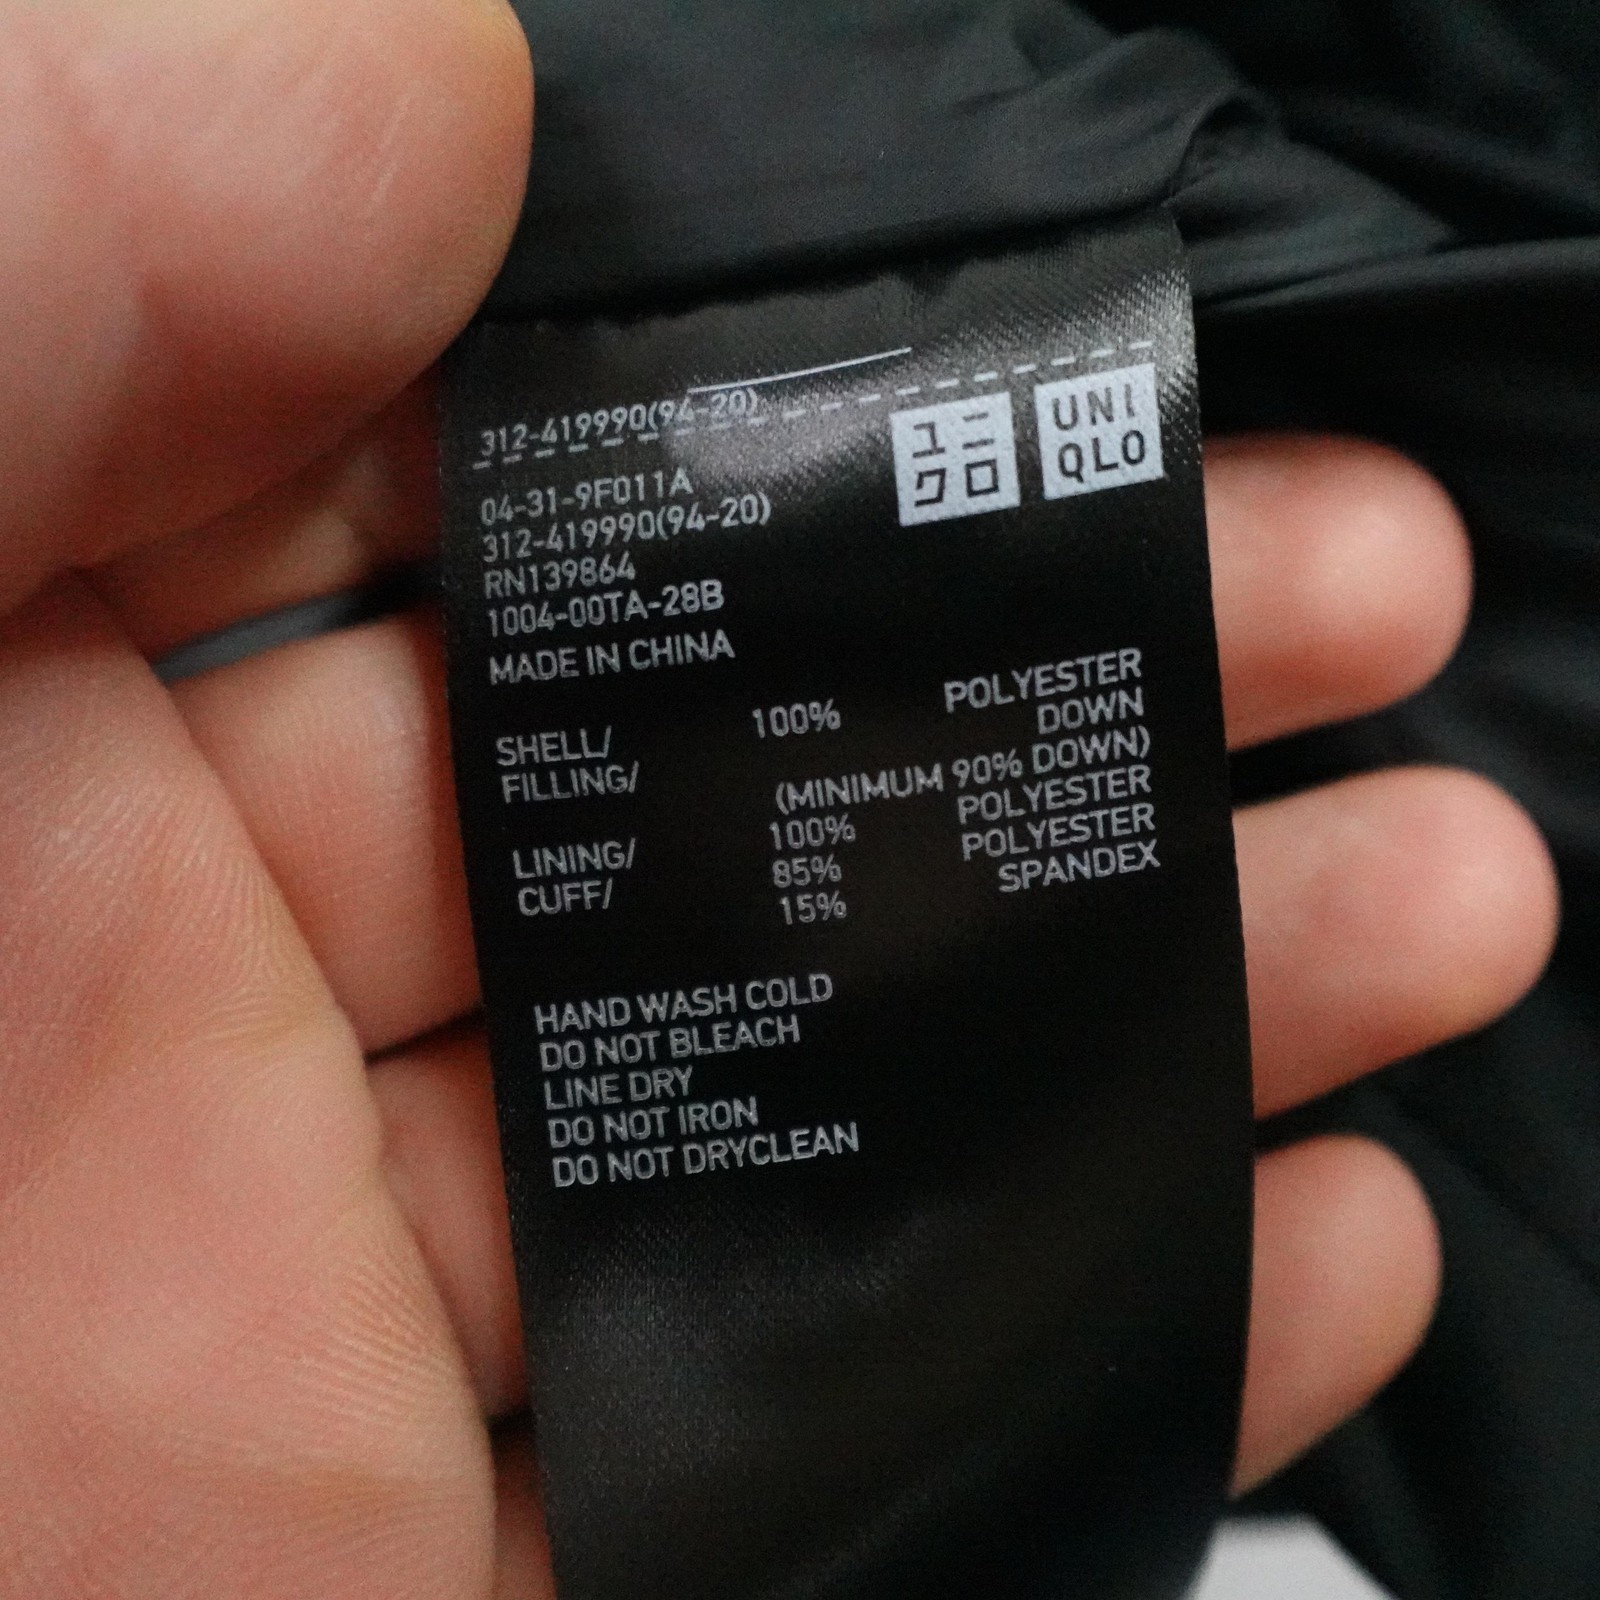 312-419990(94-20)
ユニ
クロ
UNI
QLO
04-31-9F011A
312-419990(94-20)
RN139864
1004-00TA-28B
MADE IN CHINA
SHELL/ 100% POLYESTER
FILLING/ DOWN
(MINIMUM 90% DOWN)
LINING/ 100% POLYESTER
CUFF/ 85% POLYESTER
15% SPANDEX
HAND WASH COLD
DO NOT BLEACH
LINE DRY
DO NOT IRON
DO NOT DRYCLEAN